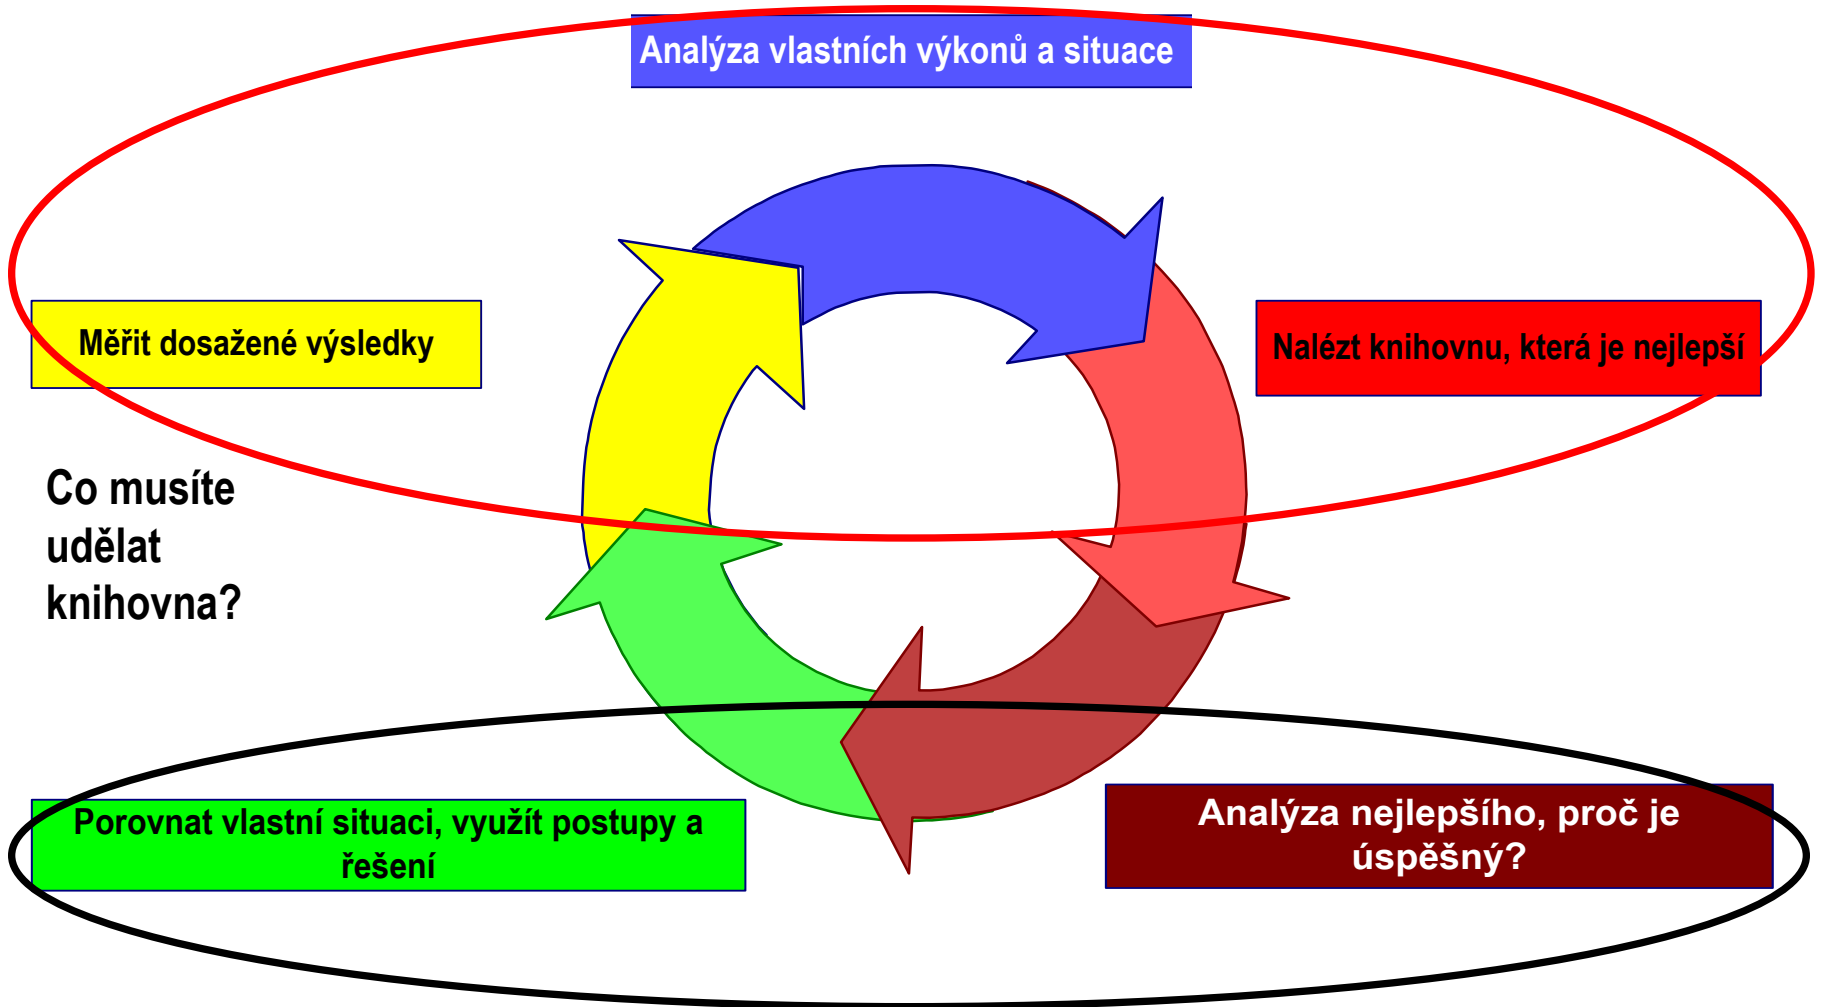 Analýza vlastních výkonů a situace
Měřit dosažené výsledky
Nalézt knihovnu, která je nejlepší
Co musíte
udělat
knihovna?
Porovnat vlastní situaci, využít postupy a
řešení
Analýza nejlepšího, proč je
úspěšný?